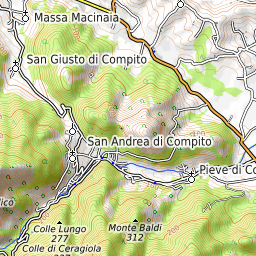 Massa Macinaia
San Giusto di Compito
San Andrea di Compito
Pieve di Co
lico
Colle Lungo
277
Monte Baldi
312
Colle di Ceragiola